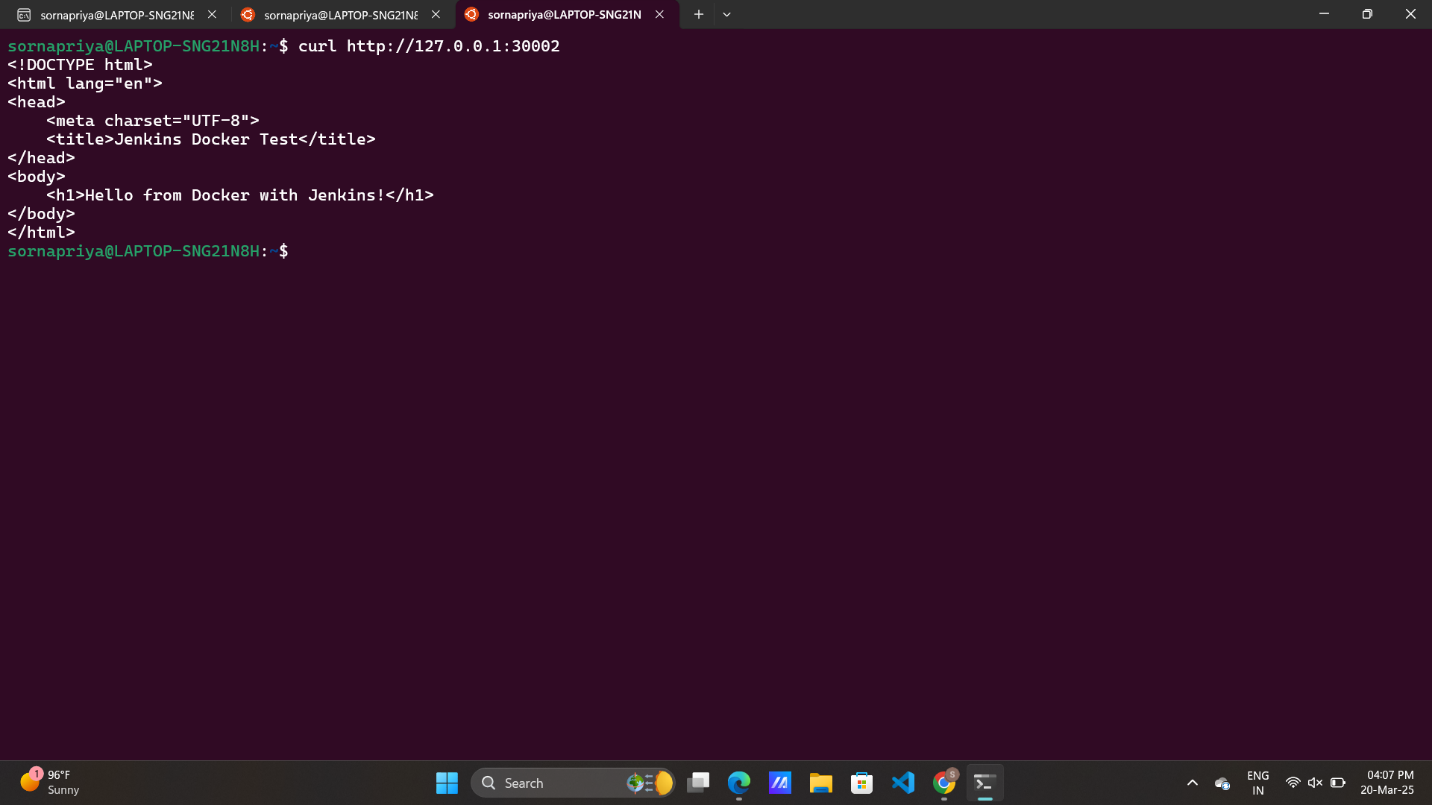 sornapriya@LAPTOP-SNG21N8
sornapriya@LAPTOP-SNG21N8
sornapriya@LAPTOP-SNG21N
sornapriya@LAPTOP-SNG21N8H:~$ curl http://127.0.0.1:30002
<!DOCTYPE html>
<html lang="en">
<head>
    <meta charset="UTF-8">
    <title>Jenkins Docker Test</title>
</head>
<body>
    <h1>Hello from Docker with Jenkins!</h1>
</body>
</html>
sornapriya@LAPTOP-SNG21N8H:~$
1
96°F
Sunny
Search
S
ENG
IN
04:07 PM
20-Mar-25